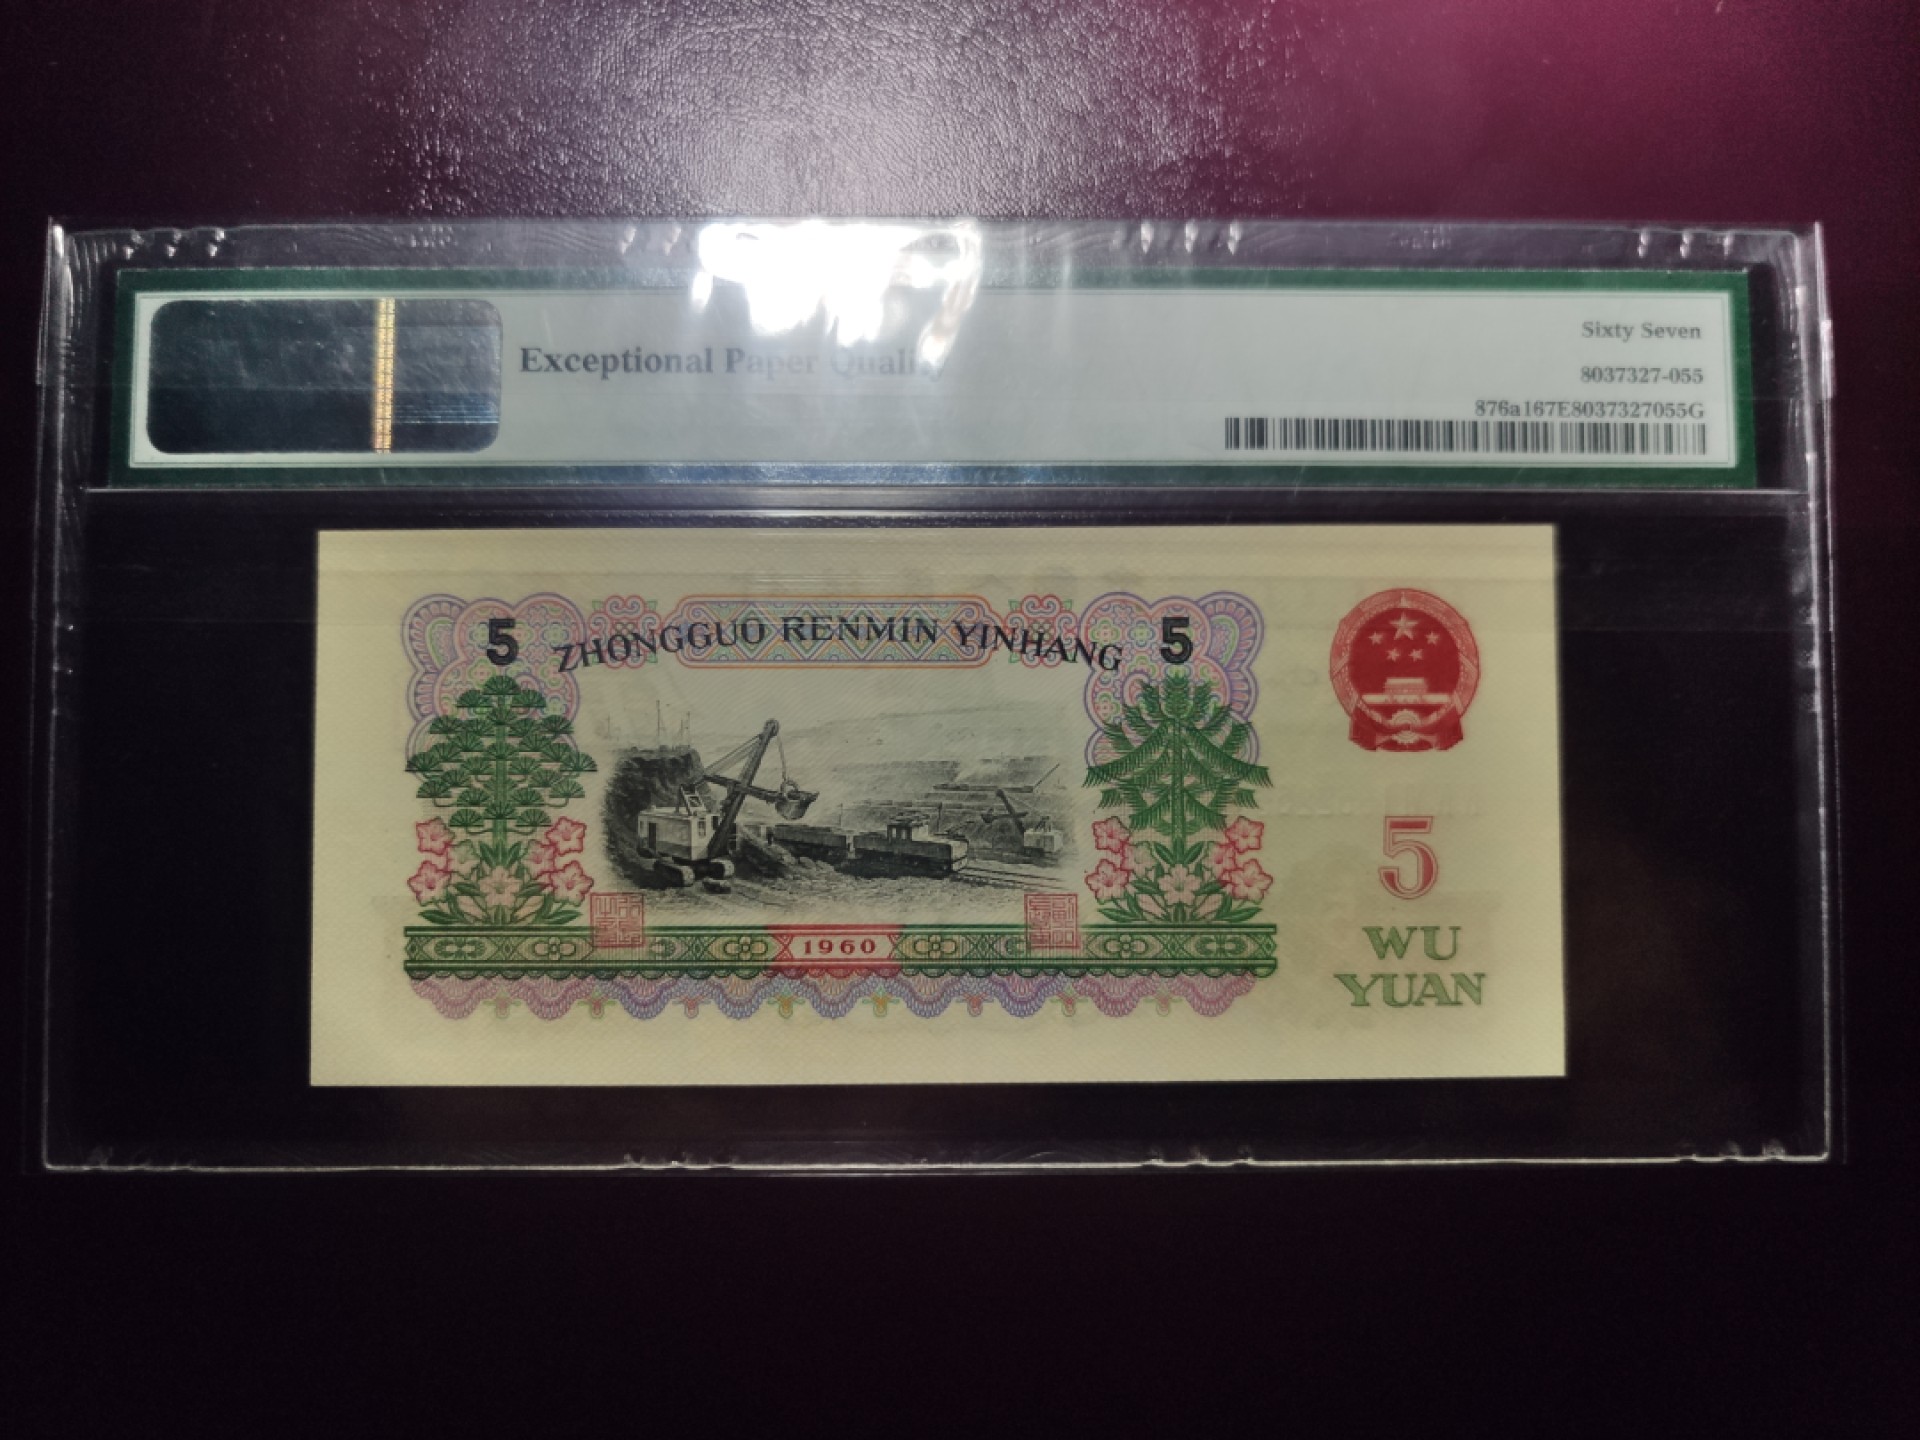 Sixty Seven
Exceptional Paper Quality
8037327-055
876a167E8037327055G
5 ZHONGGUO RENMIN YINHANG 5
5
1960
WU
YUAN